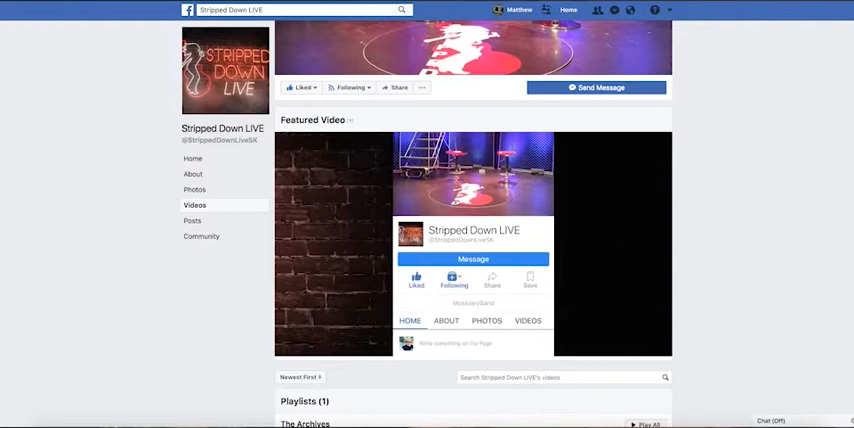 Stripped Down LIVE
Matthew
Home
STRIPPED
DOWN
LIVE
Liked
Following
Share
Send Message
Stripped Down LIVE
@StrippedDownLiveSK
Home
About
Photos
Videos
Posts
Community
Featured Video
Stripped Down LIVE
@StrippedDownLiveSK
Message
Liked
Following
Share
Save
Musician/Band
HOME ABOUT PHOTOS VIDEOS
Write something on the Page
Newest First
Search Stripped Down LIVE's videos
Playlists (1)
The Archives
Play All
Chat (Off)